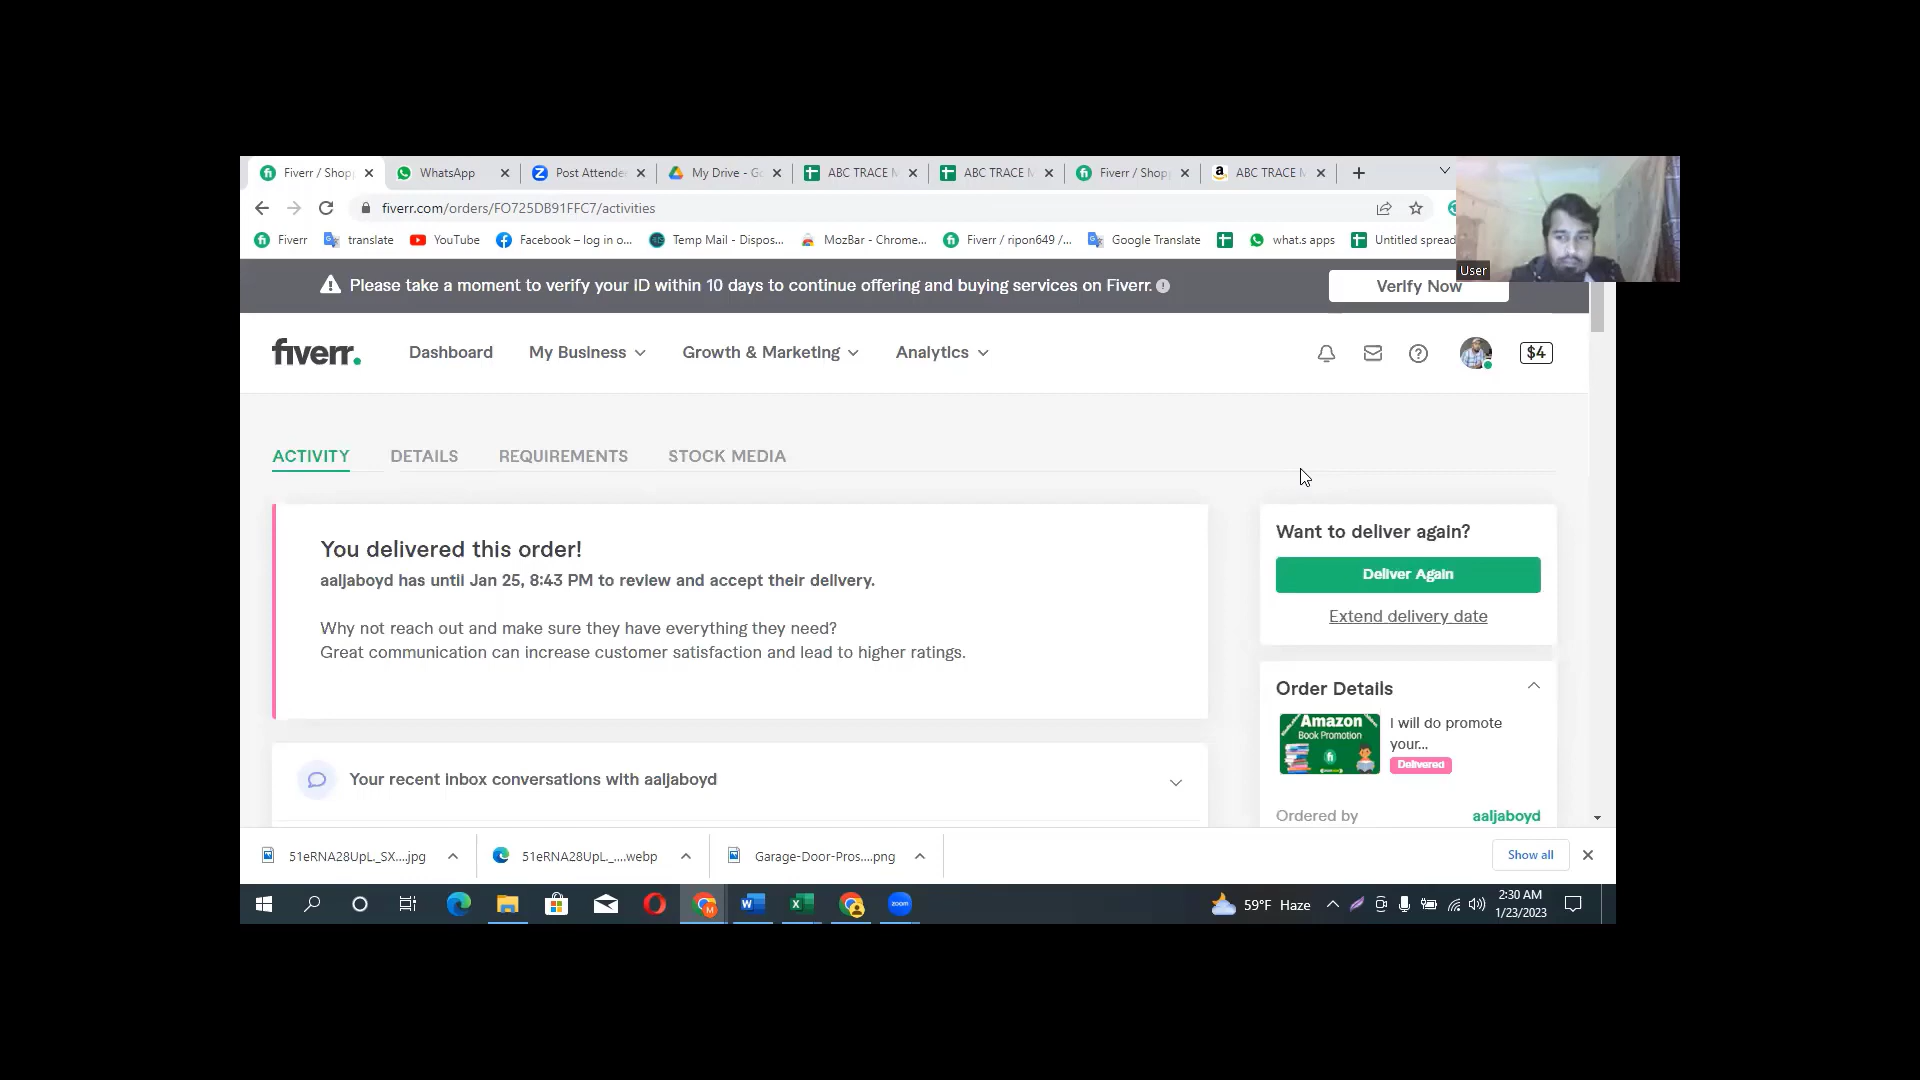 Fiverr / Shop
WhatsApp
Post Attende
My Drive - G
ABC TRACE M
ABC TRACE M
Fiverr / Shop
ABC TRACE M
fiverr.com/orders/FO725DB91FFC7/activities
Fiverr
translate
YouTube
Facebook – log in o...
Temp Mail - Dispos...
MozBar - Chrome...
Fiverr / ripon649 /...
Google Translate
what.s apps
Untitled spread
User
Please take a moment to verify your ID within 10 days to continue offering and buying services on Fiverr.
Verify Now
fiverr.
Dashboard
My Business
Growth & Marketing
Analytics
$4
ACTIVITY
DETAILS
REQUIREMENTS
STOCK MEDIA
You delivered this order!
aaljaboyd has until Jan 25, 8:43 PM to review and accept their delivery.
Why not reach out and make sure they have everything they need?
Great communication can increase customer satisfaction and lead to higher ratings.
Your recent inbox conversations with aaljaboyd
Want to deliver again?
Deliver Again
Extend delivery date
Order Details
Amazon
Book Promotion
fi
I will do promote
your...
Delivered
Ordered by
aaljaboyd
51eRNA28UpL._SX....jpg
51eRNA28UpL._....webp
Garage-Door-Pros....png
Show all
zoom
59°F Haze
2:30 AM
1/23/2023